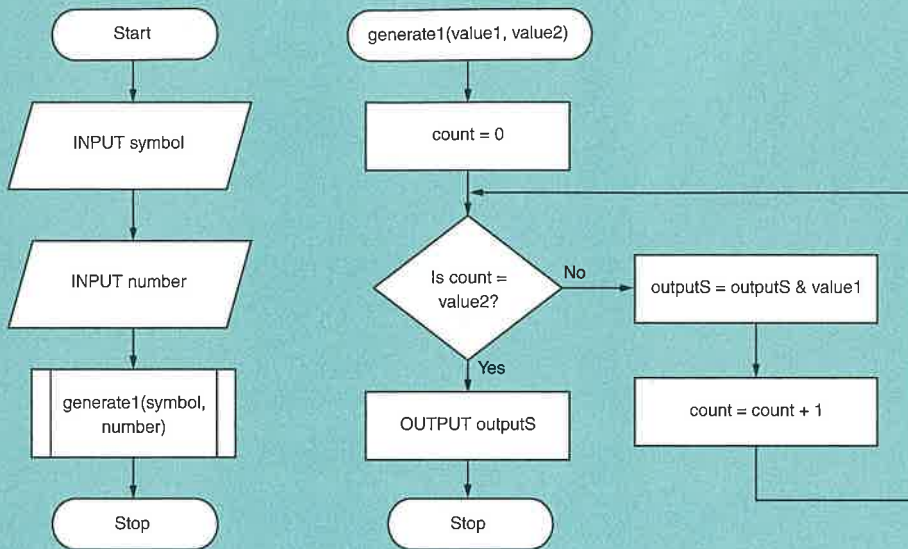 Start
INPUT symbol
INPUT number
generate1(symbol,
number)
Stop
generate1(value1, value2)
count = 0
Is count =
value2?
No
Yes
outputS = outputS & value1
count = count + 1
OUTPUT outputS
Stop